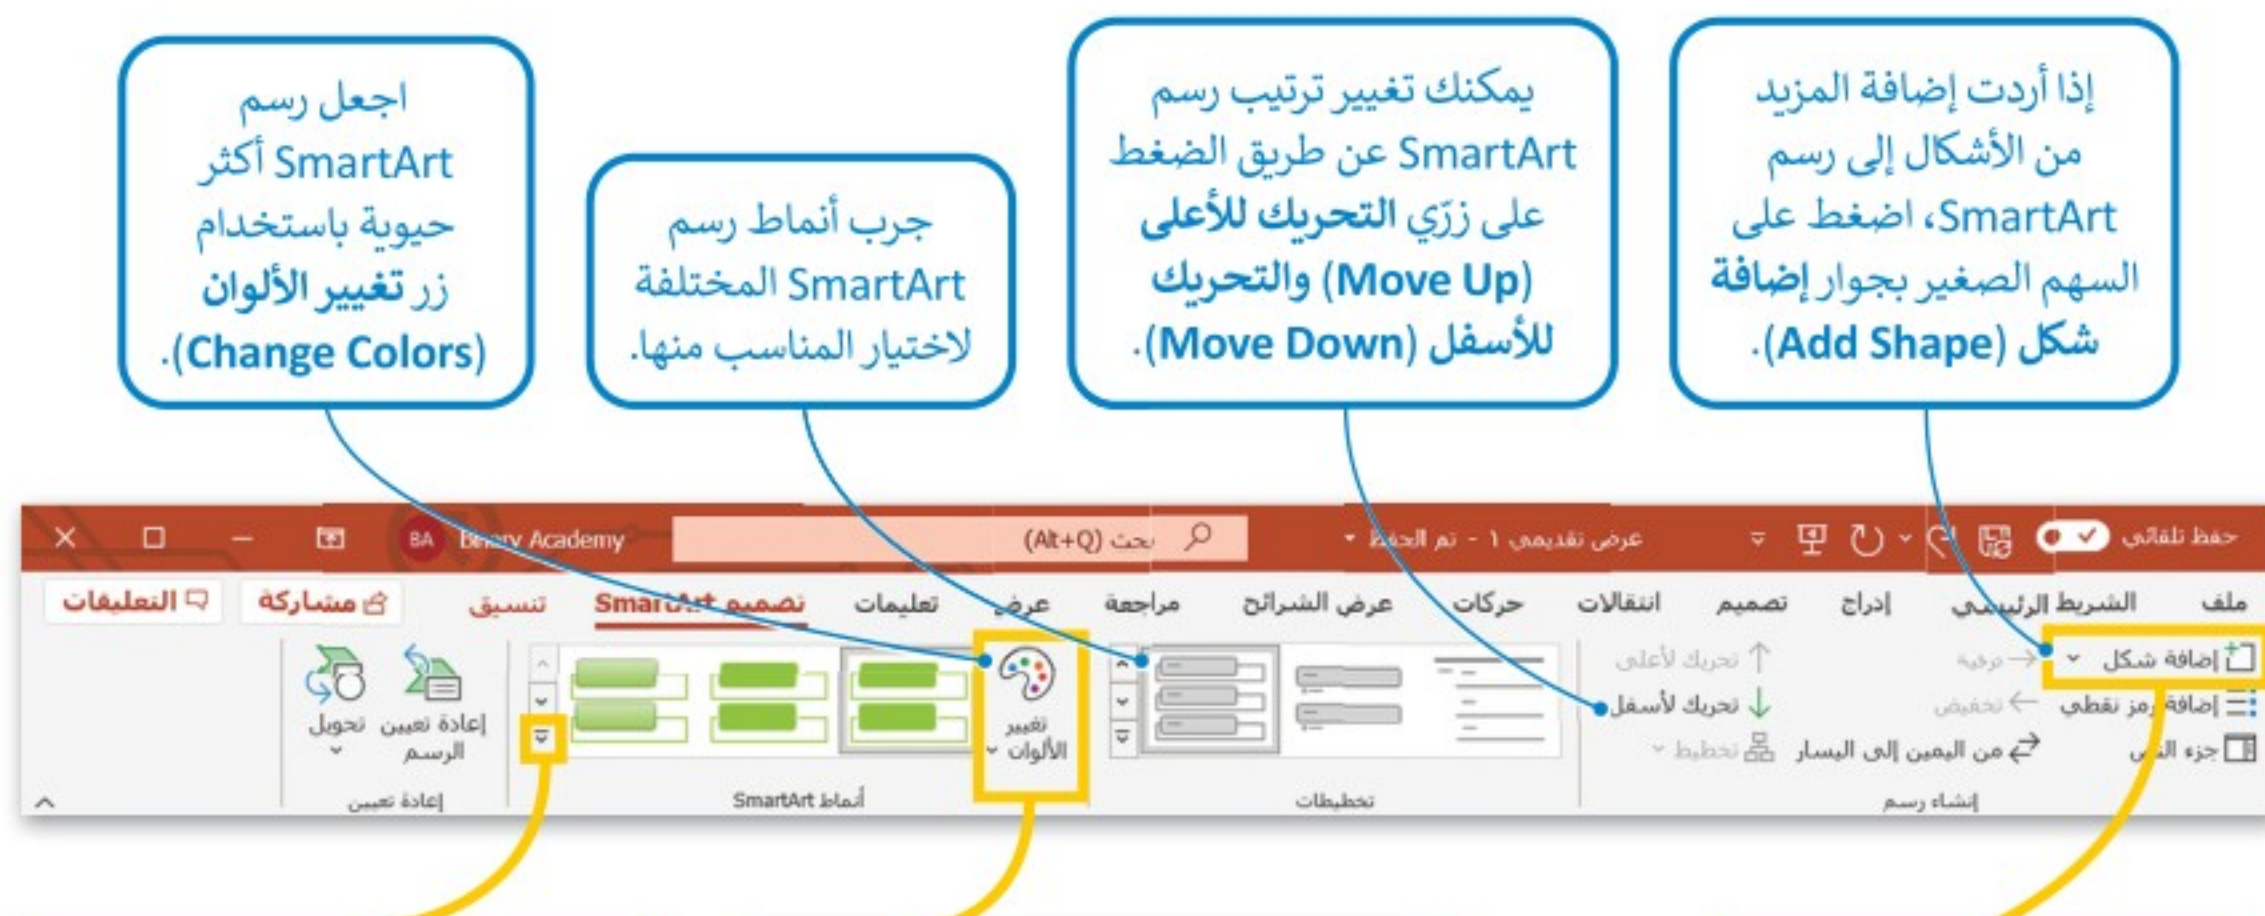 إذا أردت إضافة المزيد
من الأشكال إلى رسم
SmartArt، اضغط على
السهم الصغير بجوار إضافة
شكل (Add Shape).
يمكنك تغيير ترتيب رسم
SmartArt عن طريق الضغط
على زرّي التحريك للأعلى
(Move Up) والتحريك
للأسفل (Move Down).
جرب أنماط رسم
SmartArt المختلفة
لاختيار المناسب منها.
اجعل رسم
SmartArt أكثر
حيوية باستخدام
زر تغيير الألوان
(Change Colors).
حفظ تلقائي
عرض تقديمي ١ - تم الحفظ
بحث (Alt+Q)
Binary Academy
BA
ملف الشريط الرئيسي إدراج تصميم انتقالات حركات عرض الشرائح مراجعة عرض تعليمات تصميم SmartArt تنسيق مشاركة التعليقات
إضافة شكل
ترقية
تحريك لأعلى
إضافة رمز نقطي
تخفيض
تحريك لأسفل
جزء النص
من اليمين إلى اليسار
تخطيط
تغيير
الألوان
إعادة تعيين
الرسم
تحويل
إنشاء رسم
تخطيطات
أنماط SmartArt
إعادة تعيين